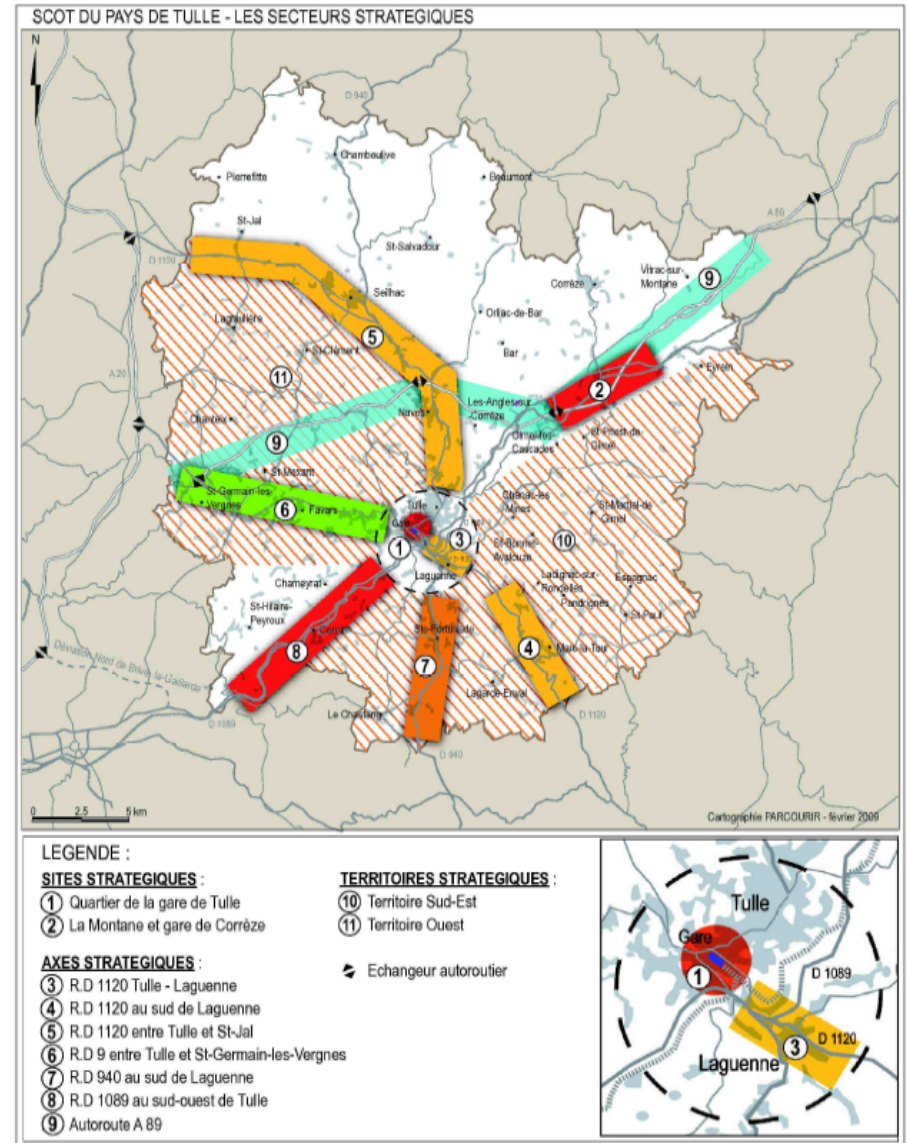 SCOT DU PAYS DE TULLE - LES SECTEURS STRATEGIQUES
N
D 940
Chamboulive
Pierrefitte
Beaumont
A 89
St-Jal
St-Salvadour
D 1120
Vitrac-sur-
Montane
9
Corrèze
Seilhac
Orliac-de-Bar
Lagraulière
5
St-Clément
Bar
11
Eyrein
A 20
2
Naves
Les-Angles-sur-
Corrèze
Chanteix
9
Gimel-les-
Cascades
St-Priest-de-
Gimel
St-Mexant
St-Germain-les-
Vergnes
6
Favars
Tulle
Chanac-les
Mines
St-Martial-de
Gimel
Gare
1
3
St-Bonnet-
Avalouze
10
Laguenne
Chameyrat
Ladignac-sur-
Rondelles
Espagnac
Pandrignes
St-Hilaire-
Peyroux
St-Paul
Cornil
Ste-Fortunade
8
7
4
Marc-la-Tour
Déviation Nord de Brive-la-Gaillarde
Lagarde-Enval
Le Chastang
D 1089
D 1120
D 940
0 2,5 5 km
Cartographie PARCOURIR - février 2009
LEGENDE :
SITES STRATEGIQUES :
1 Quartier de la gare de Tulle
2 La Montane et gare de Corrèze
AXES STRATEGIQUES :
3 R.D 1120 Tulle - Laguenne
4 R.D 1120 au sud de Laguenne
5 R.D 1120 entre Tulle et St-Jal
6 R.D 9 entre Tulle et St-Germain-les-Vergnes
7 R.D 940 au sud de Laguenne
8 R.D 1089 au sud-ouest de Tulle
9 Autoroute A 89
TERRITOIRES STRATEGIQUES :
10 Territoire Sud-Est
11 Territoire Ouest
Echangeur autoroutier
Tulle
Gare
1
D 1089
3
D 1120
Laguenne